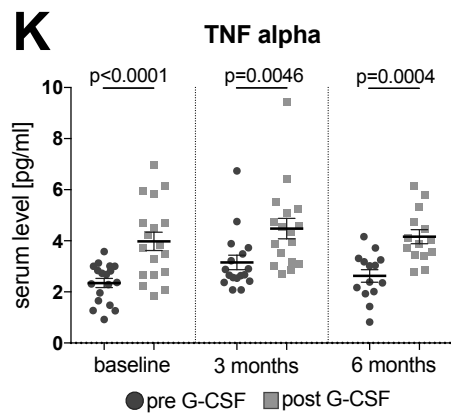 K
TNF alpha
p<0.0001 p=0.0046 p=0.0004
serum level [pg/ml]
10
8
6
4
2
0
baseline 3 months 6 months
pre G-CSF post G-CSF